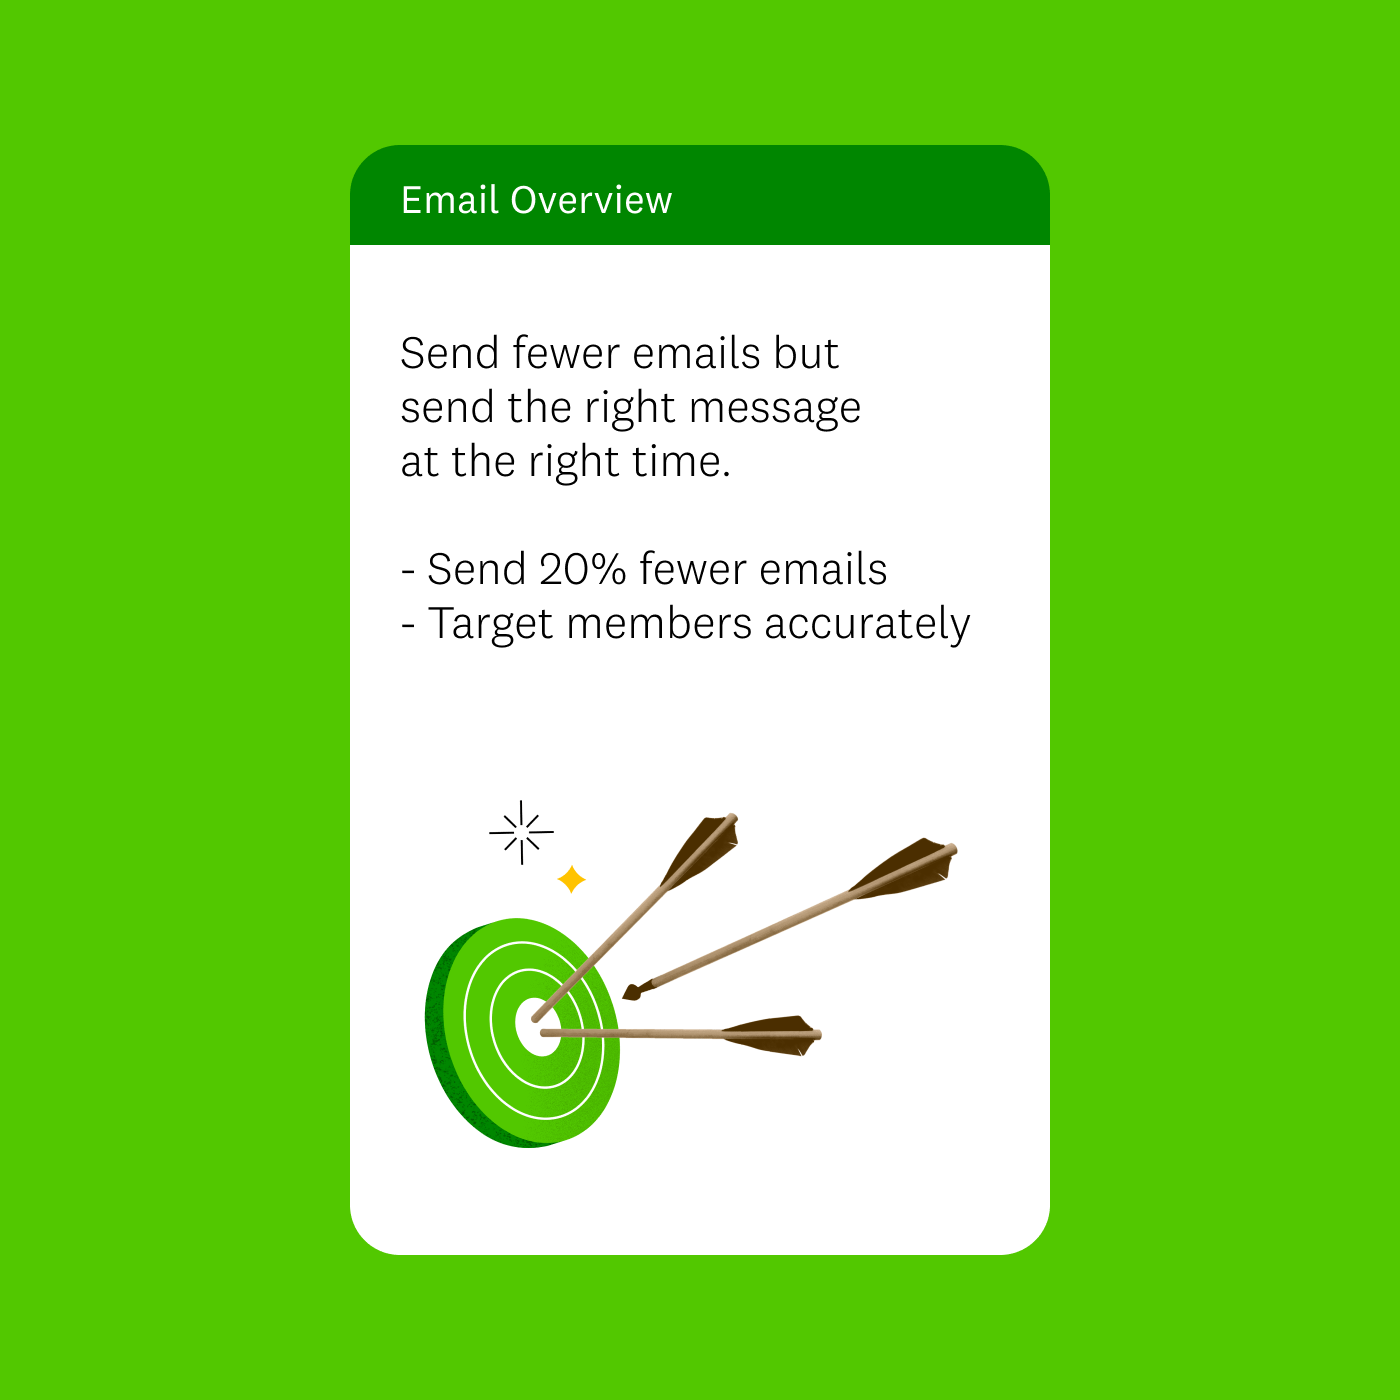 Email Overview
Send fewer emails but
send the right message
at the right time.
- Send 20% fewer emails
- Target members accurately